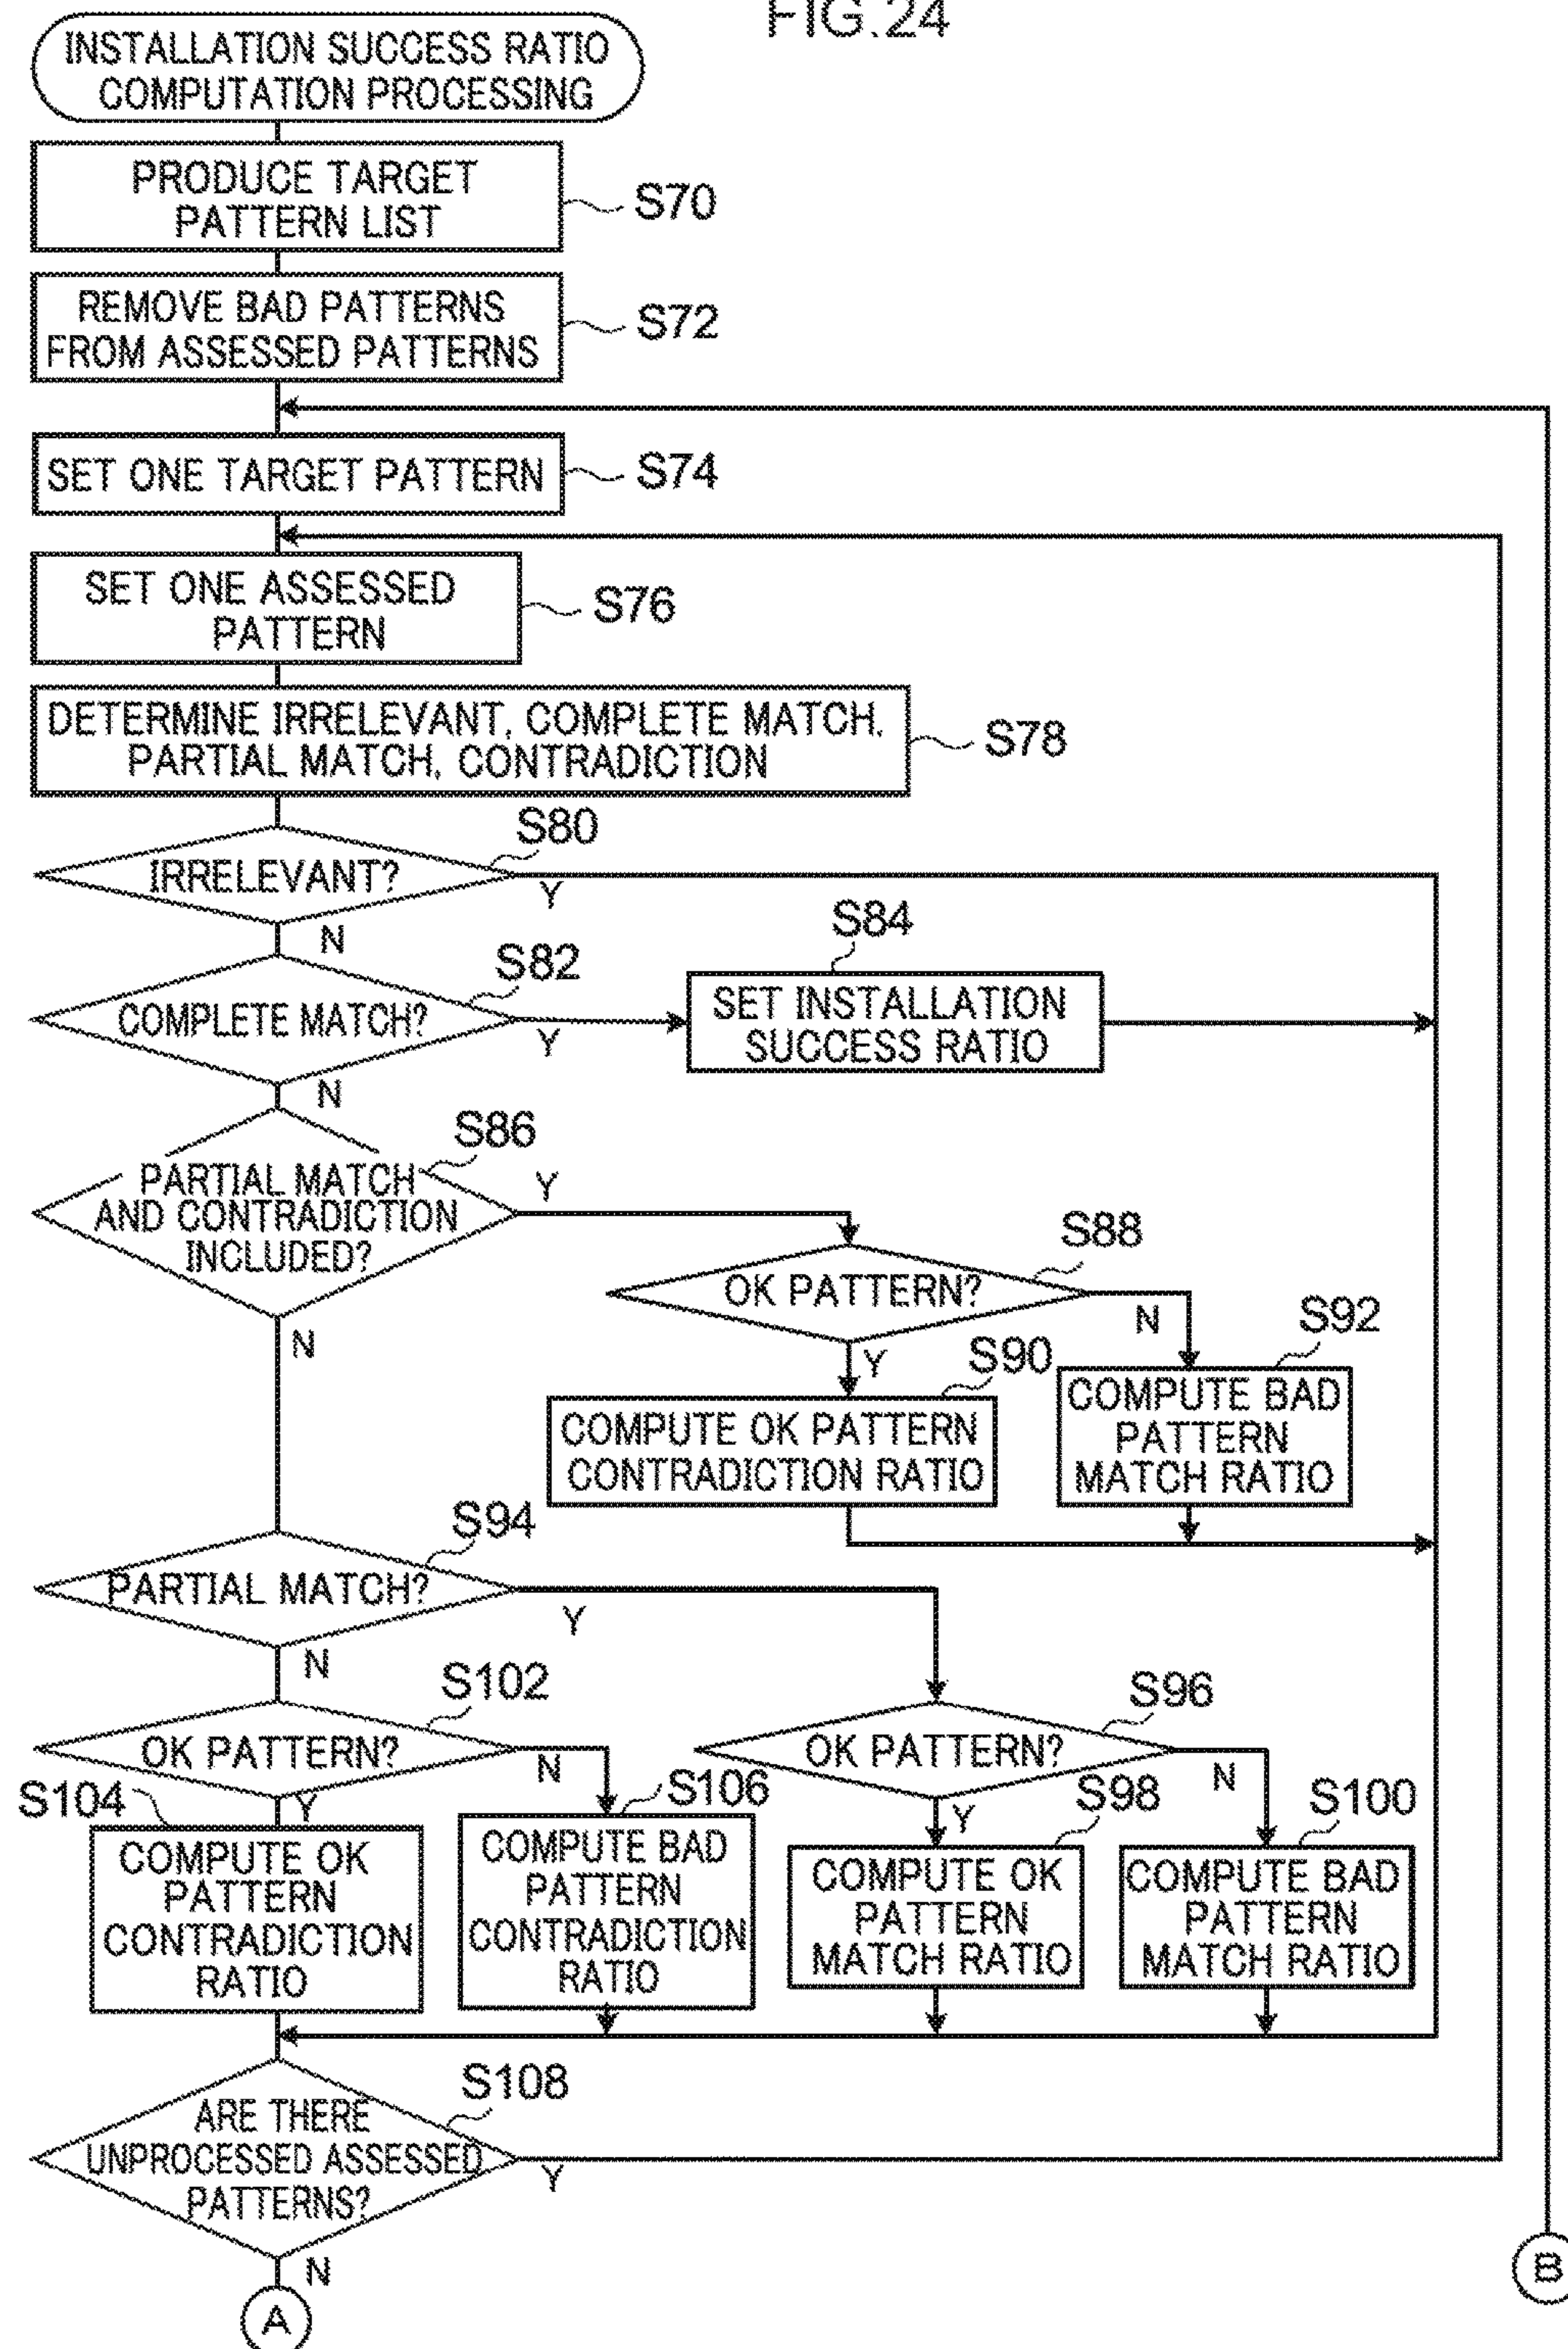 FIG.24
INSTALLATION SUCCESS RATIO
COMPUTATION PROCESSING
PRODUCE TARGET
PATTERN LIST
S70
REMOVE BAD PATTERNS
FROM ASSESSED PATTERNS
S72
SET ONE TARGET PATTERN
S74
SET ONE ASSESSED
PATTERN
S76
DETERMINE IRRELEVANT, COMPLETE MATCH,
PARTIAL MATCH, CONTRADICTION
S78
S80
IRRELEVANT?
Y
N
S82
COMPLETE MATCH?
Y
N
S84
SET INSTALLATION
SUCCESS RATIO
S86
PARTIAL MATCH
AND CONTRADICTION
INCLUDED?
Y
N
S88
OK PATTERN?
N
Y
S90
COMPUTE OK PATTERN
CONTRADICTION RATIO
S92
COMPUTE BAD
PATTERN
MATCH RATIO
S94
PARTIAL MATCH?
Y
N
S102
OK PATTERN?
N
Y
S96
OK PATTERN?
N
Y
S104
COMPUTE OK
PATTERN
CONTRADICTION
RATIO
S106
COMPUTE BAD
PATTERN
CONTRADICTION
RATIO
S98
COMPUTE OK
PATTERN
MATCH RATIO
S100
COMPUTE BAD
PATTERN
MATCH RATIO
S108
ARE THERE
UNPROCESSED ASSESSED
PATTERNS?
Y
N
A
B